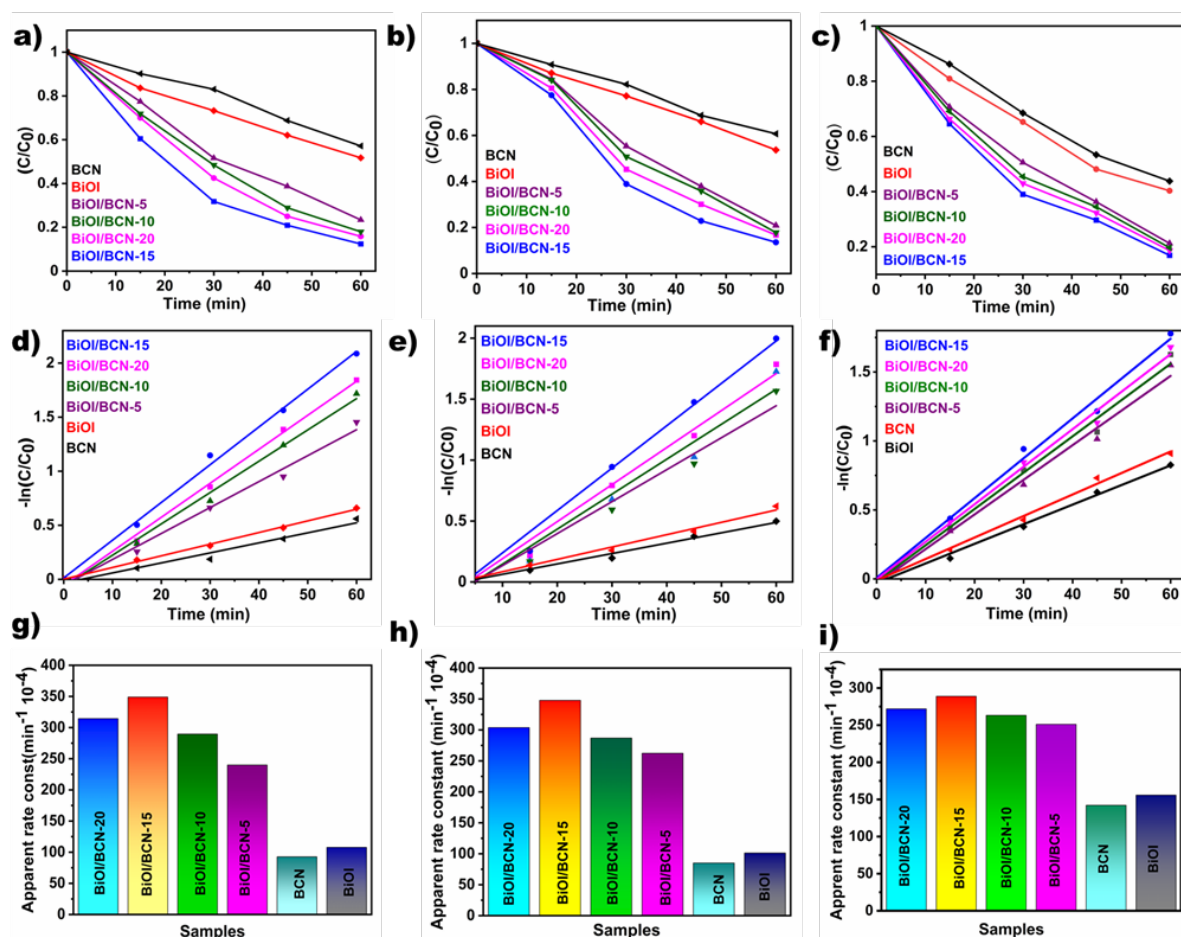 a)
(C/C0)
1
0.8
0.6
0.4
0.2
0
BCN
BiOI
BiOI/BCN-5
BiOI/BCN-10
BiOI/BCN-20
BiOI/BCN-15
0 10 20 30 40 50 60
Time (min)
b)
(C/C0)
1
0.8
0.6
0.4
0.2
0
BCN
BiOI
BiOI/BCN-5
BiOI/BCN-10
BiOI/BCN-20
BiOI/BCN-15
0 10 20 30 40 50 60
Time (min)
c)
(C/C0)
1
0.8
0.6
0.4
0.2
BCN
BiOI
BiOI/BCN-5
BiOI/BCN-10
BiOI/BCN-20
BiOI/BCN-15
0 10 20 30 40 50 60
Time (min)
d)
-ln(C/C0)
2
1.5
1
0.5
0
BiOI/BCN-15
BiOI/BCN-20
BiOI/BCN-10
BiOI/BCN-5
BiOI
BCN
0 10 20 30 40 50 60
Time (min)
e)
-ln(C/C0)
2
1.5
1
0.5
0
BiOI/BCN-15
BiOI/BCN-20
BiOI/BCN-10
BiOI/BCN-5
BiOI
BCN
10 20 30 40 50 60
Time (min)
f)
-ln(C/C0)
1.5
1
0.5
0
BiOI/BCN-15
BiOI/BCN-20
BiOI/BCN-10
BiOI/BCN-5
BCN
BiOI
0 10 20 30 40 50 60
Time (min)
g)
Apparent rate const(min-1 10-4)
400
350
300
250
200
150
100
50
0
BiOI/BCN-20
BiOI/BCN-15
BiOI/BCN-10
BiOI/BCN-5
BCN
BiOI
Samples
h)
Apparent rate constant (min-1 10-4)
400
350
300
250
200
150
100
50
0
BiOI/BCN-20
BiOI/BCN-15
BiOI/BCN-10
BiOI/BCN-5
BCN
BiOI
Samples
i)
Apprent rate constant (min-1 10-4)
300
250
200
150
100
50
0
BiOI/BCN-20
BiOI/BCN-15
BiOI/BCN-10
BiOI/BCN-5
BCN
BiOI
Samples